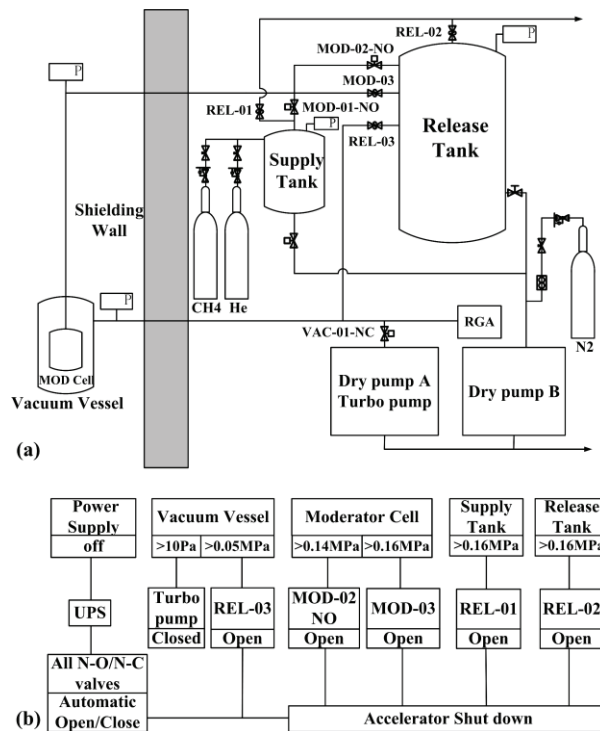 REL-02
P
P
MOD-02-NO
MOD-03
REL-01
MOD-01-NO
P
REL-03
Release
Tank
Supply
Tank
Shielding
Wall
CH4 He
P
MOD Cell
Vacuum Vessel
VAC-01-NC
RGA
N2
Dry pump A
Turbo pump
Dry pump B
(a)
Power
Supply
off
Vacuum Vessel
>10Pa >0.05MPa
Moderator Cell
>0.14MPa >0.16MPa
Supply
Tank
>0.16MPa
Release
Tank
>0.16MPa
UPS
Turbo
pump
Closed
REL-03
Open
MOD-02
NO
Open
MOD-03
Open
REL-01
Open
REL-02
Open
All N-O/N-C
valves
Automatic
Open/Close
Accelerator Shut down
(b)